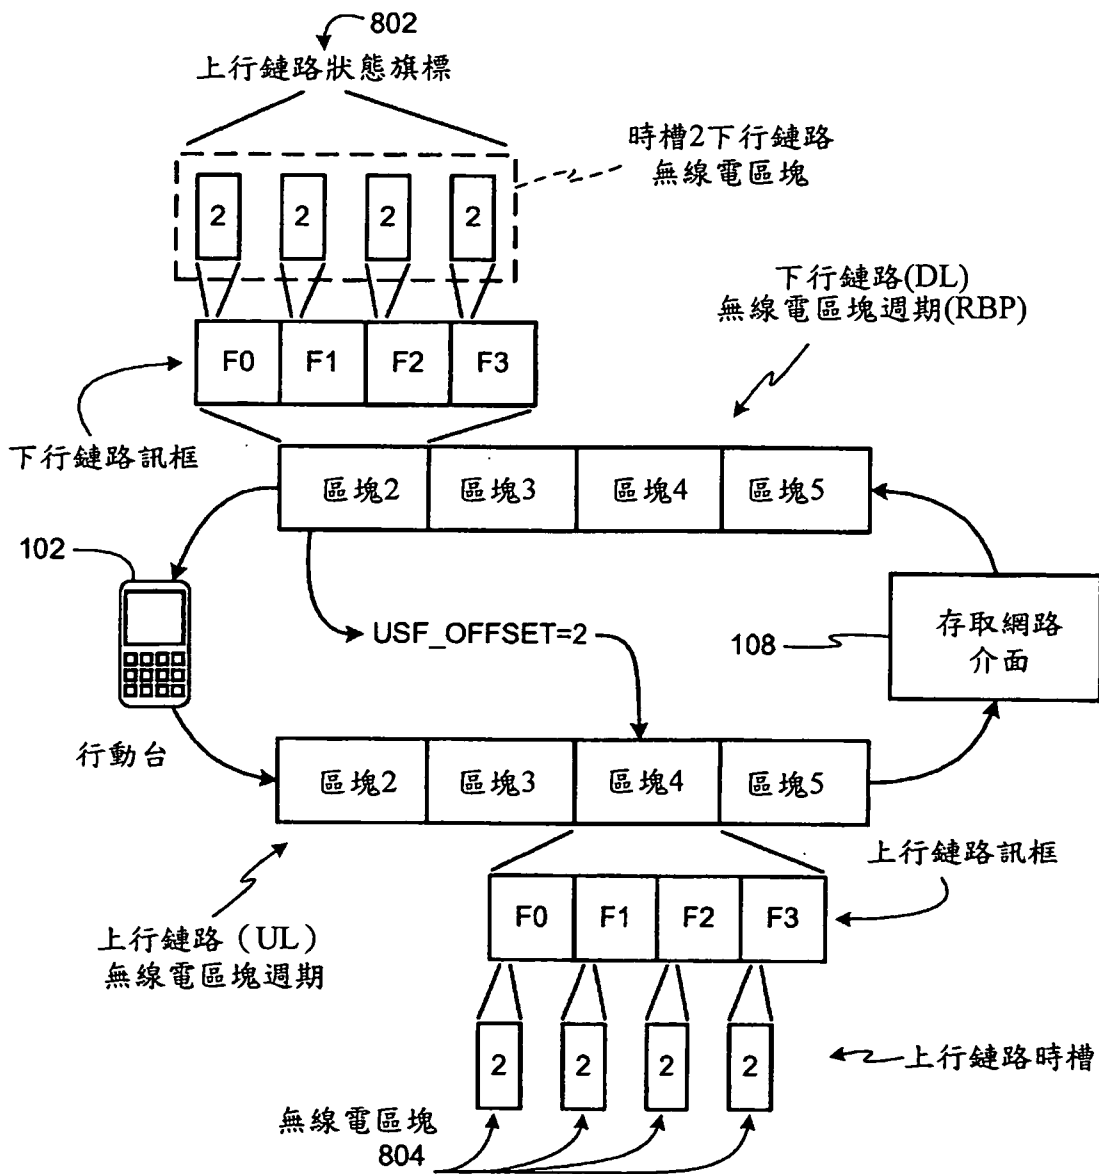 802
上行鏈路狀態旗標
時槽2下行鏈路
無線電區塊
2 2 2 2
下行鏈路(DL)
無線電區塊週期(RBP)
F0 F1 F2 F3
下行鏈路訊框
區塊2 區塊3 區塊4 區塊5
102
USF_OFFSET=2
108
存取網路
介面
行動台
區塊2 區塊3 區塊4 區塊5
上行鏈路訊框
F0 F1 F2 F3
上行鏈路（UL）
無線電區塊週期
2 2 2 2
上行鏈路時槽
無線電區塊
804